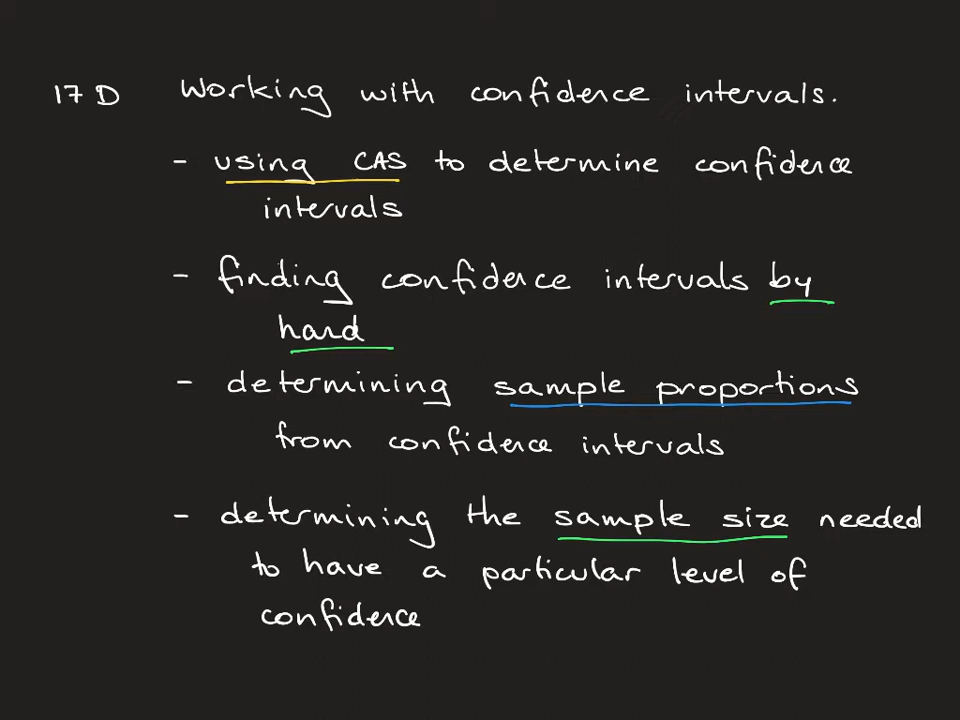 17 D Working with confidence intervals.
- using CAS to determine confidence
intervals
- finding confidence intervals by
hand
- determining sample proportions
from confidence intervals
- determining the sample size needed
to have a particular level of
confidence